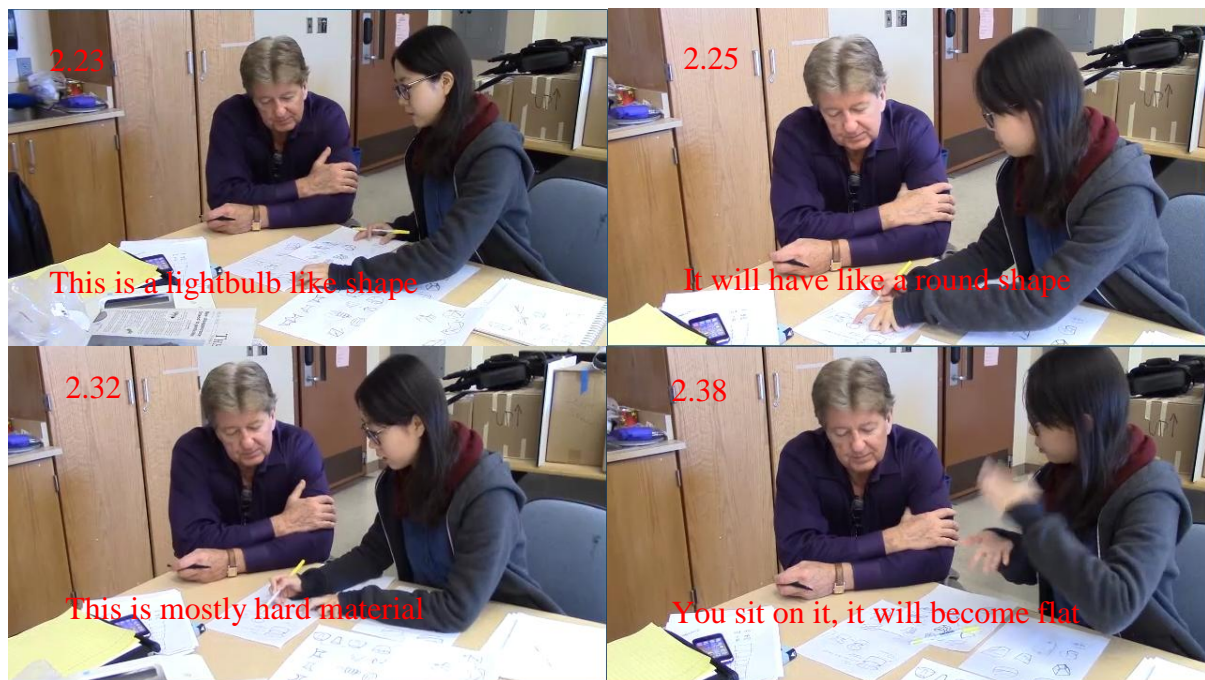 2.23
This is a lightbulb like shape
2.25
It will have like a round shape
2.32
This is mostly hard material
2.38
You sit on it, it will become flat